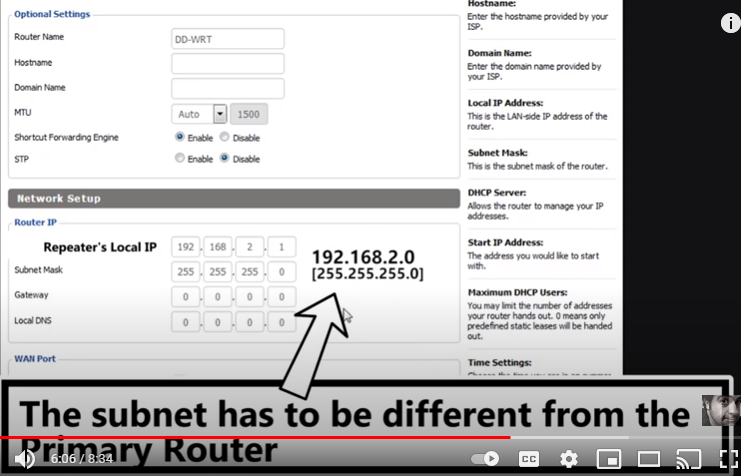 Optional Settings
Router Name
DD-WRT
Hostname
Domain Name
MTU
Auto
1500
Shortcut Forwarding Engine
Enable
Disable
STP
Enable
Disable
Network Setup
Router IP
Repeater's Local IP
192 . 168 . 2 . 1
Subnet Mask
255 . 255 . 255 . 0
Gateway
0 . 0 . 0 . 0
Local DNS
0 . 0 . 0 . 0
WAN Port
192.168.2.0
[255.255.255.0]
Hostname:
Enter the hostname provided by your
ISP.
Domain Name:
Enter the domain name provided by
your ISP.
Local IP Address:
This is the LAN-side IP address of the
router.
Subnet Mask:
This is the subnet mask of the router.
DHCP Server:
Allows the router to manage your IP
addresses.
Start IP Address:
The address you would like to start
with.
Maximum DHCP Users:
You may limit the number of addresses
your router hands out. 0 means only
predefined static leases will be handed
out.
Time Settings:
The subnet has to be different from the
Primary Router
6:06 / 8:34
CC